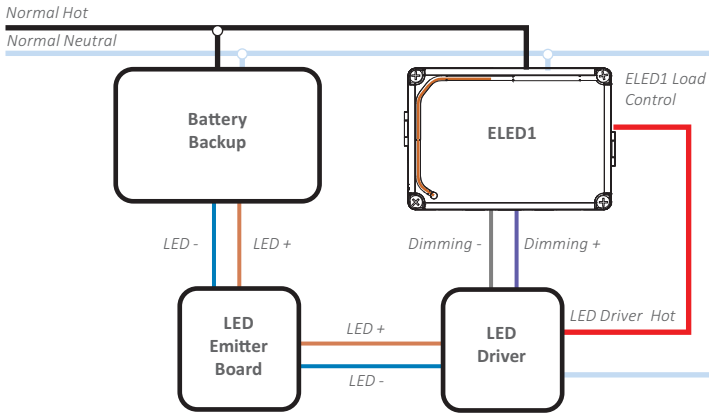 Normal Hot
Normal Neutral
Battery
Backup
ELED1
ELED1 Load
Control
LED -
LED +
Dimming -
Dimming +
LED
Emitter
Board
LED +
LED -
LED
Driver
LED Driver Hot